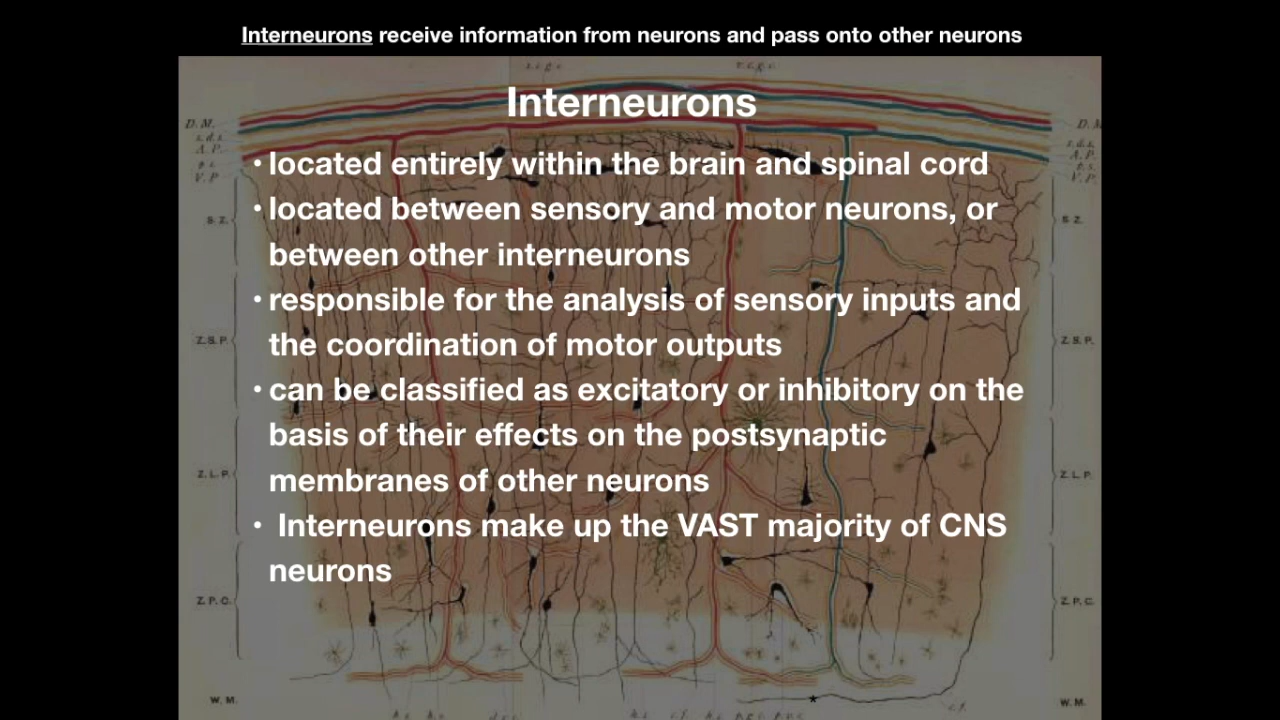 Interneurons receive information from neurons and pass onto other neurons
Interneurons
• located entirely within the brain and spinal cord
• located between sensory and motor neurons, or
between other interneurons
• responsible for the analysis of sensory inputs and
the coordination of motor outputs
• can be classified as excitatory or inhibitory on the
basis of their effects on the postsynaptic
membranes of other neurons
• Interneurons make up the VAST majority of CNS
neurons
D. M.
A. P.
V. P.
S. Z. S. Z.
Z. S. P. Z. S. P.
Z. L. P. Z. L. P.
Z. P. C. Z. P. C.
*
W. M. W. M.